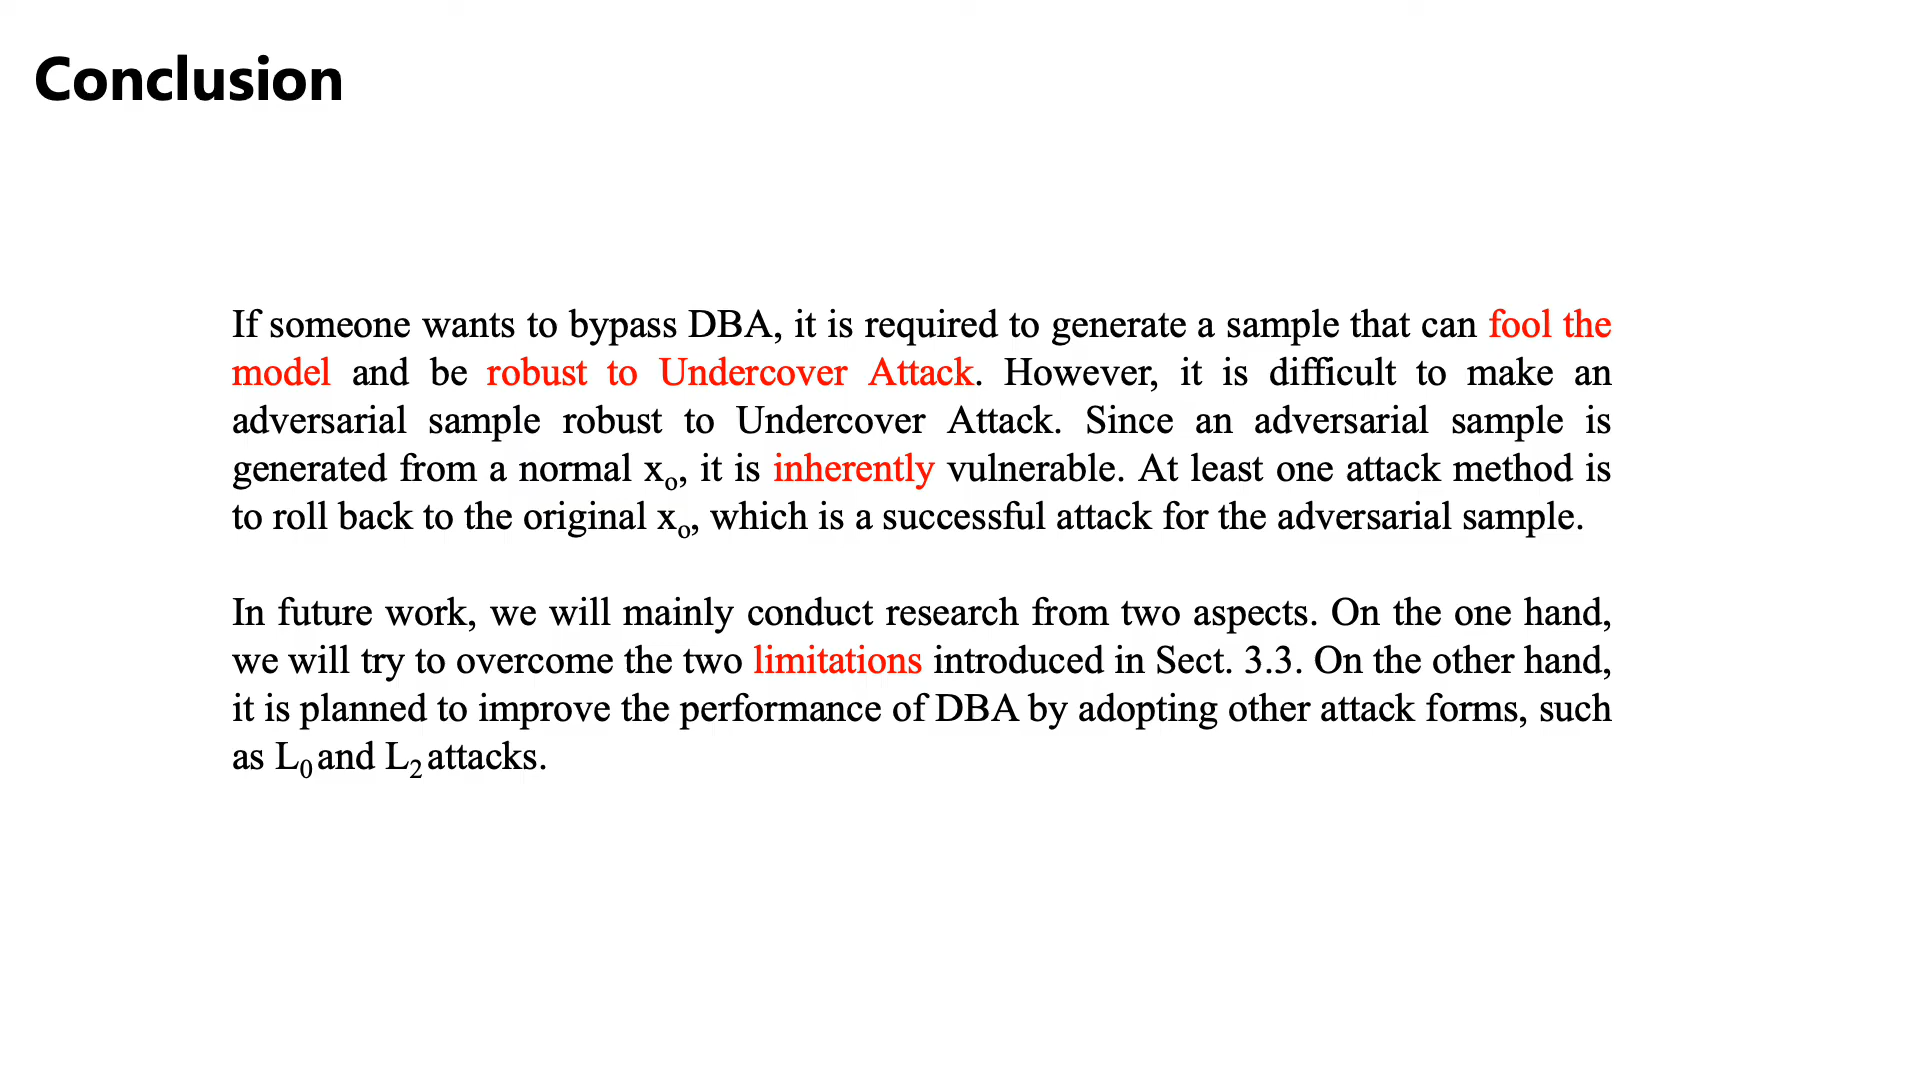 Conclusion
If someone wants to bypass DBA, it is required to generate a sample that can fool the
model and be robust to Undercover Attack. However, it is difficult to make an
adversarial sample robust to Undercover Attack. Since an adversarial sample is
generated from a normal xₒ, it is inherently vulnerable. At least one attack method is
to roll back to the original xₒ, which is a successful attack for the adversarial sample.
In future work, we will mainly conduct research from two aspects. On the one hand,
we will try to overcome the two limitations introduced in Sect. 3.3. On the other hand,
it is planned to improve the performance of DBA by adopting other attack forms, such
as L₀ and L₂ attacks.